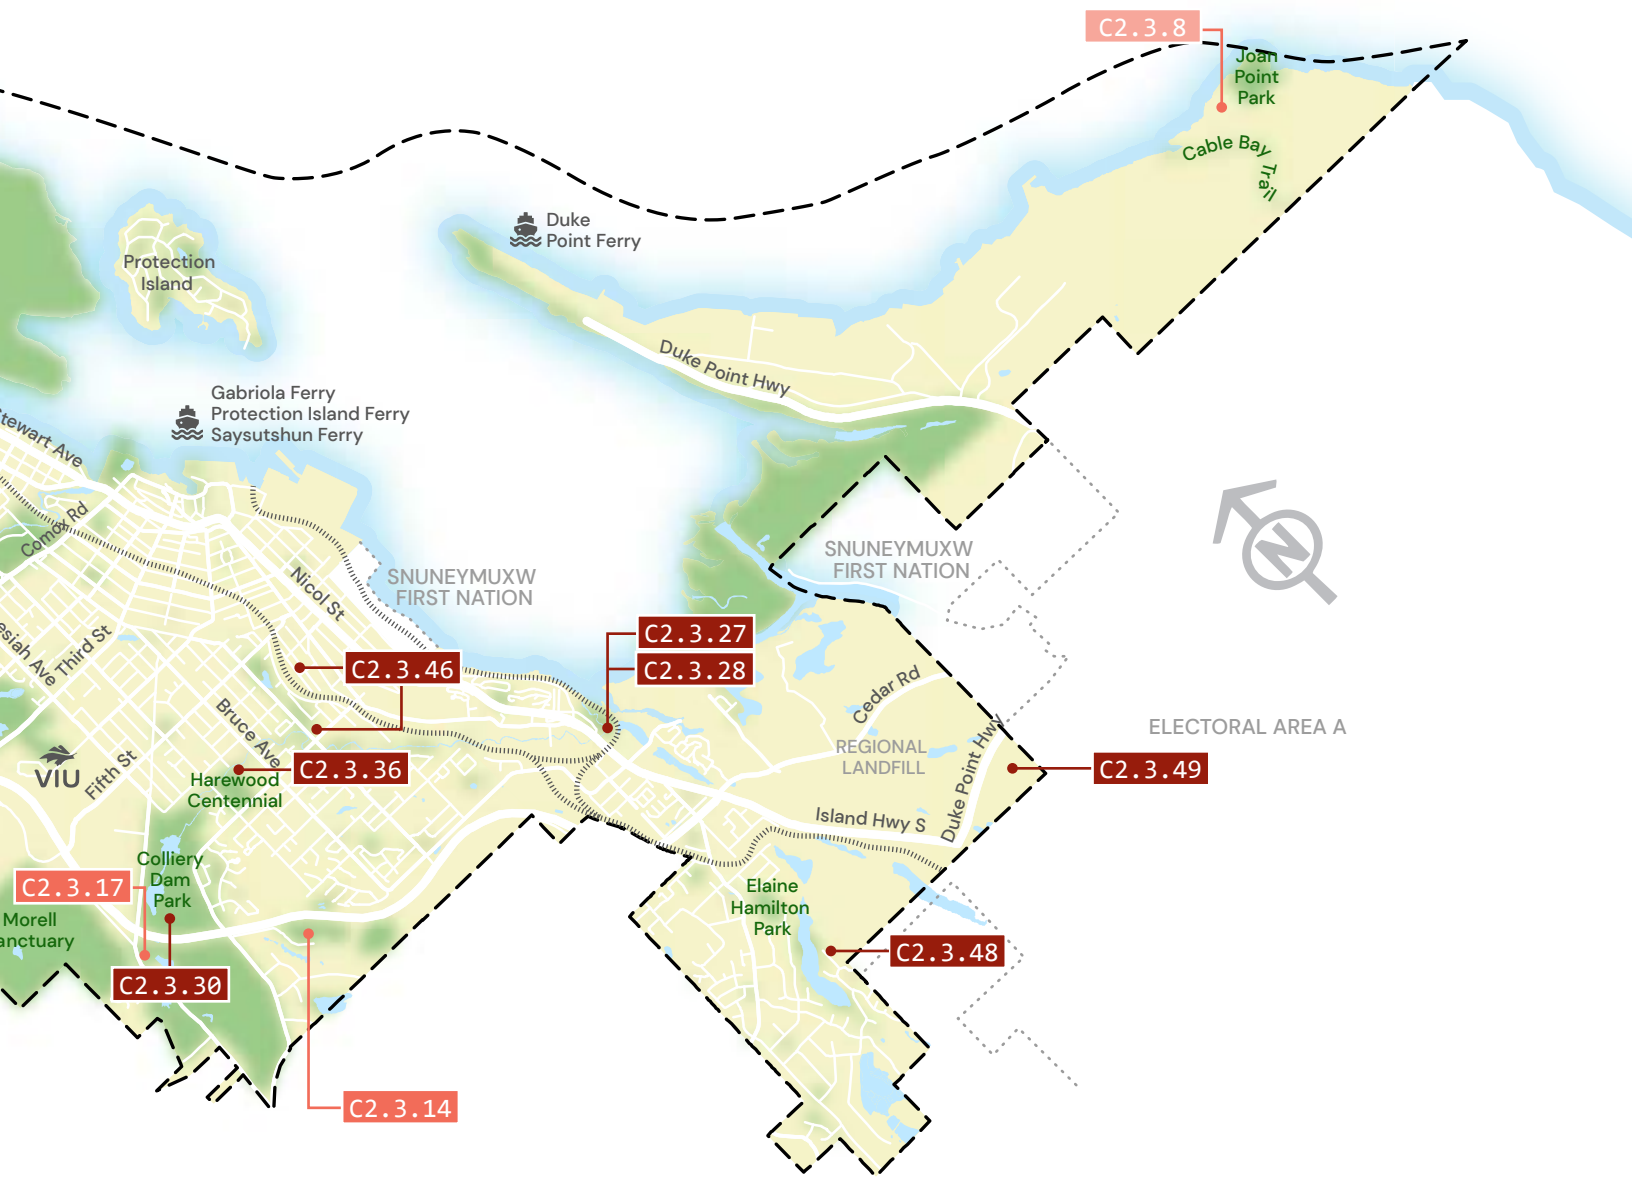 C2.3.8
Joan
Point
Park
Cable Bay Trail
Duke
Point Ferry
Protection
Island
Duke Point Hwy
Gabriola Ferry
Protection Island Ferry
Saysutshun Ferry
Stewart Ave
Comox Rd
SNUNEYMUXW
FIRST NATION
SNUNEYMUXW
FIRST NATION
Nicol St
N
C2.3.27
C2.3.28
C2.3.46
Third St
esiah Ave
Bruce Ave
Cedar Rd
Duke Point Hwy
ELECTORAL AREA A
REGIONAL
LANDFILL
VIU
Fifth St
C2.3.36
Harewood
Centennial
C2.3.49
Island Hwy S
Colliery
Dam
Park
C2.3.17
Morell
anctuary
Elaine
Hamilton
Park
C2.3.48
C2.3.30
C2.3.14